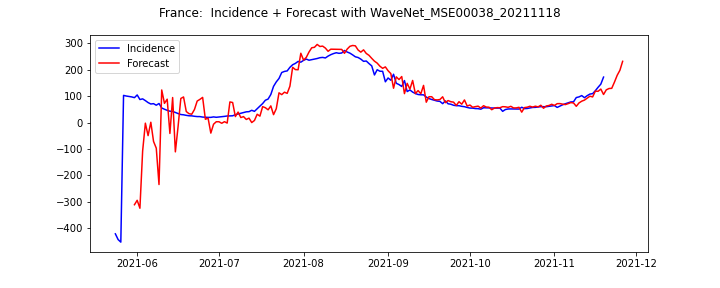 France:  Incidence + Forecast with WaveNet_MSE00038_20211118
Incidence
Forecast
300
200
100
0
−100
−200
−300
−400
2021-06 2021-07 2021-08 2021-09 2021-10 2021-11 2021-12